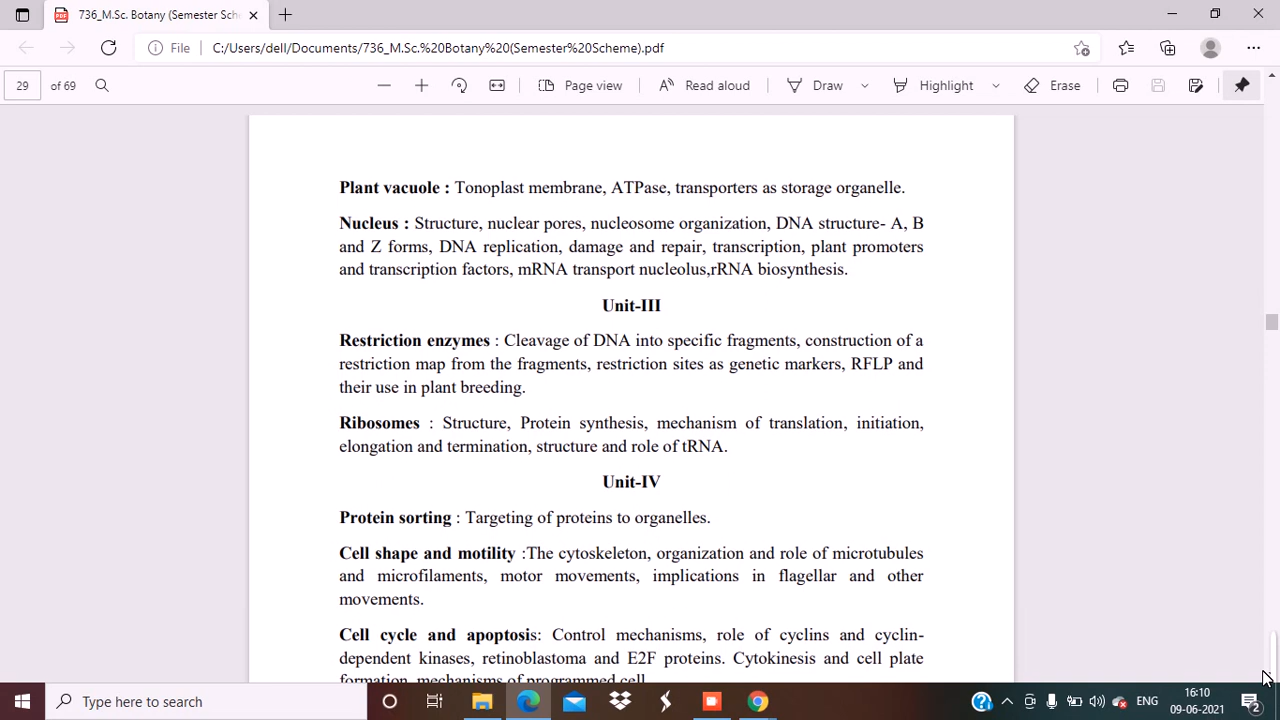 736_M.Sc. Botany (Semester Sche
File C:/Users/dell/Documents/736_M.Sc.%20Botany%20(Semester%20Scheme).pdf
29 of 69 Page view Read aloud Draw Highlight Erase
Plant vacuole : Tonoplast membrane, ATPase, transporters as storage organelle.
Nucleus : Structure, nuclear pores, nucleosome organization, DNA structure- A, B
and Z forms, DNA replication, damage and repair, transcription, plant promoters
and transcription factors, mRNA transport nucleolus,rRNA biosynthesis.
Unit-III
Restriction enzymes : Cleavage of DNA into specific fragments, construction of a
restriction map from the fragments, restriction sites as genetic markers, RFLP and
their use in plant breeding.
Ribosomes : Structure, Protein synthesis, mechanism of translation, initiation,
elongation and termination, structure and role of tRNA.
Unit-IV
Protein sorting : Targeting of proteins to organelles.
Cell shape and motility :The cytoskeleton, organization and role of microtubules
and microfilaments, motor movements, implications in flagellar and other
movements.
Cell cycle and apoptosis: Control mechanisms, role of cyclins and cyclin-
dependent kinases, retinoblastoma and E2F proteins. Cytokinesis and cell plate
formation, mechanisms of programmed cell
Type here to search ENG 16:10
09-06-2021 2